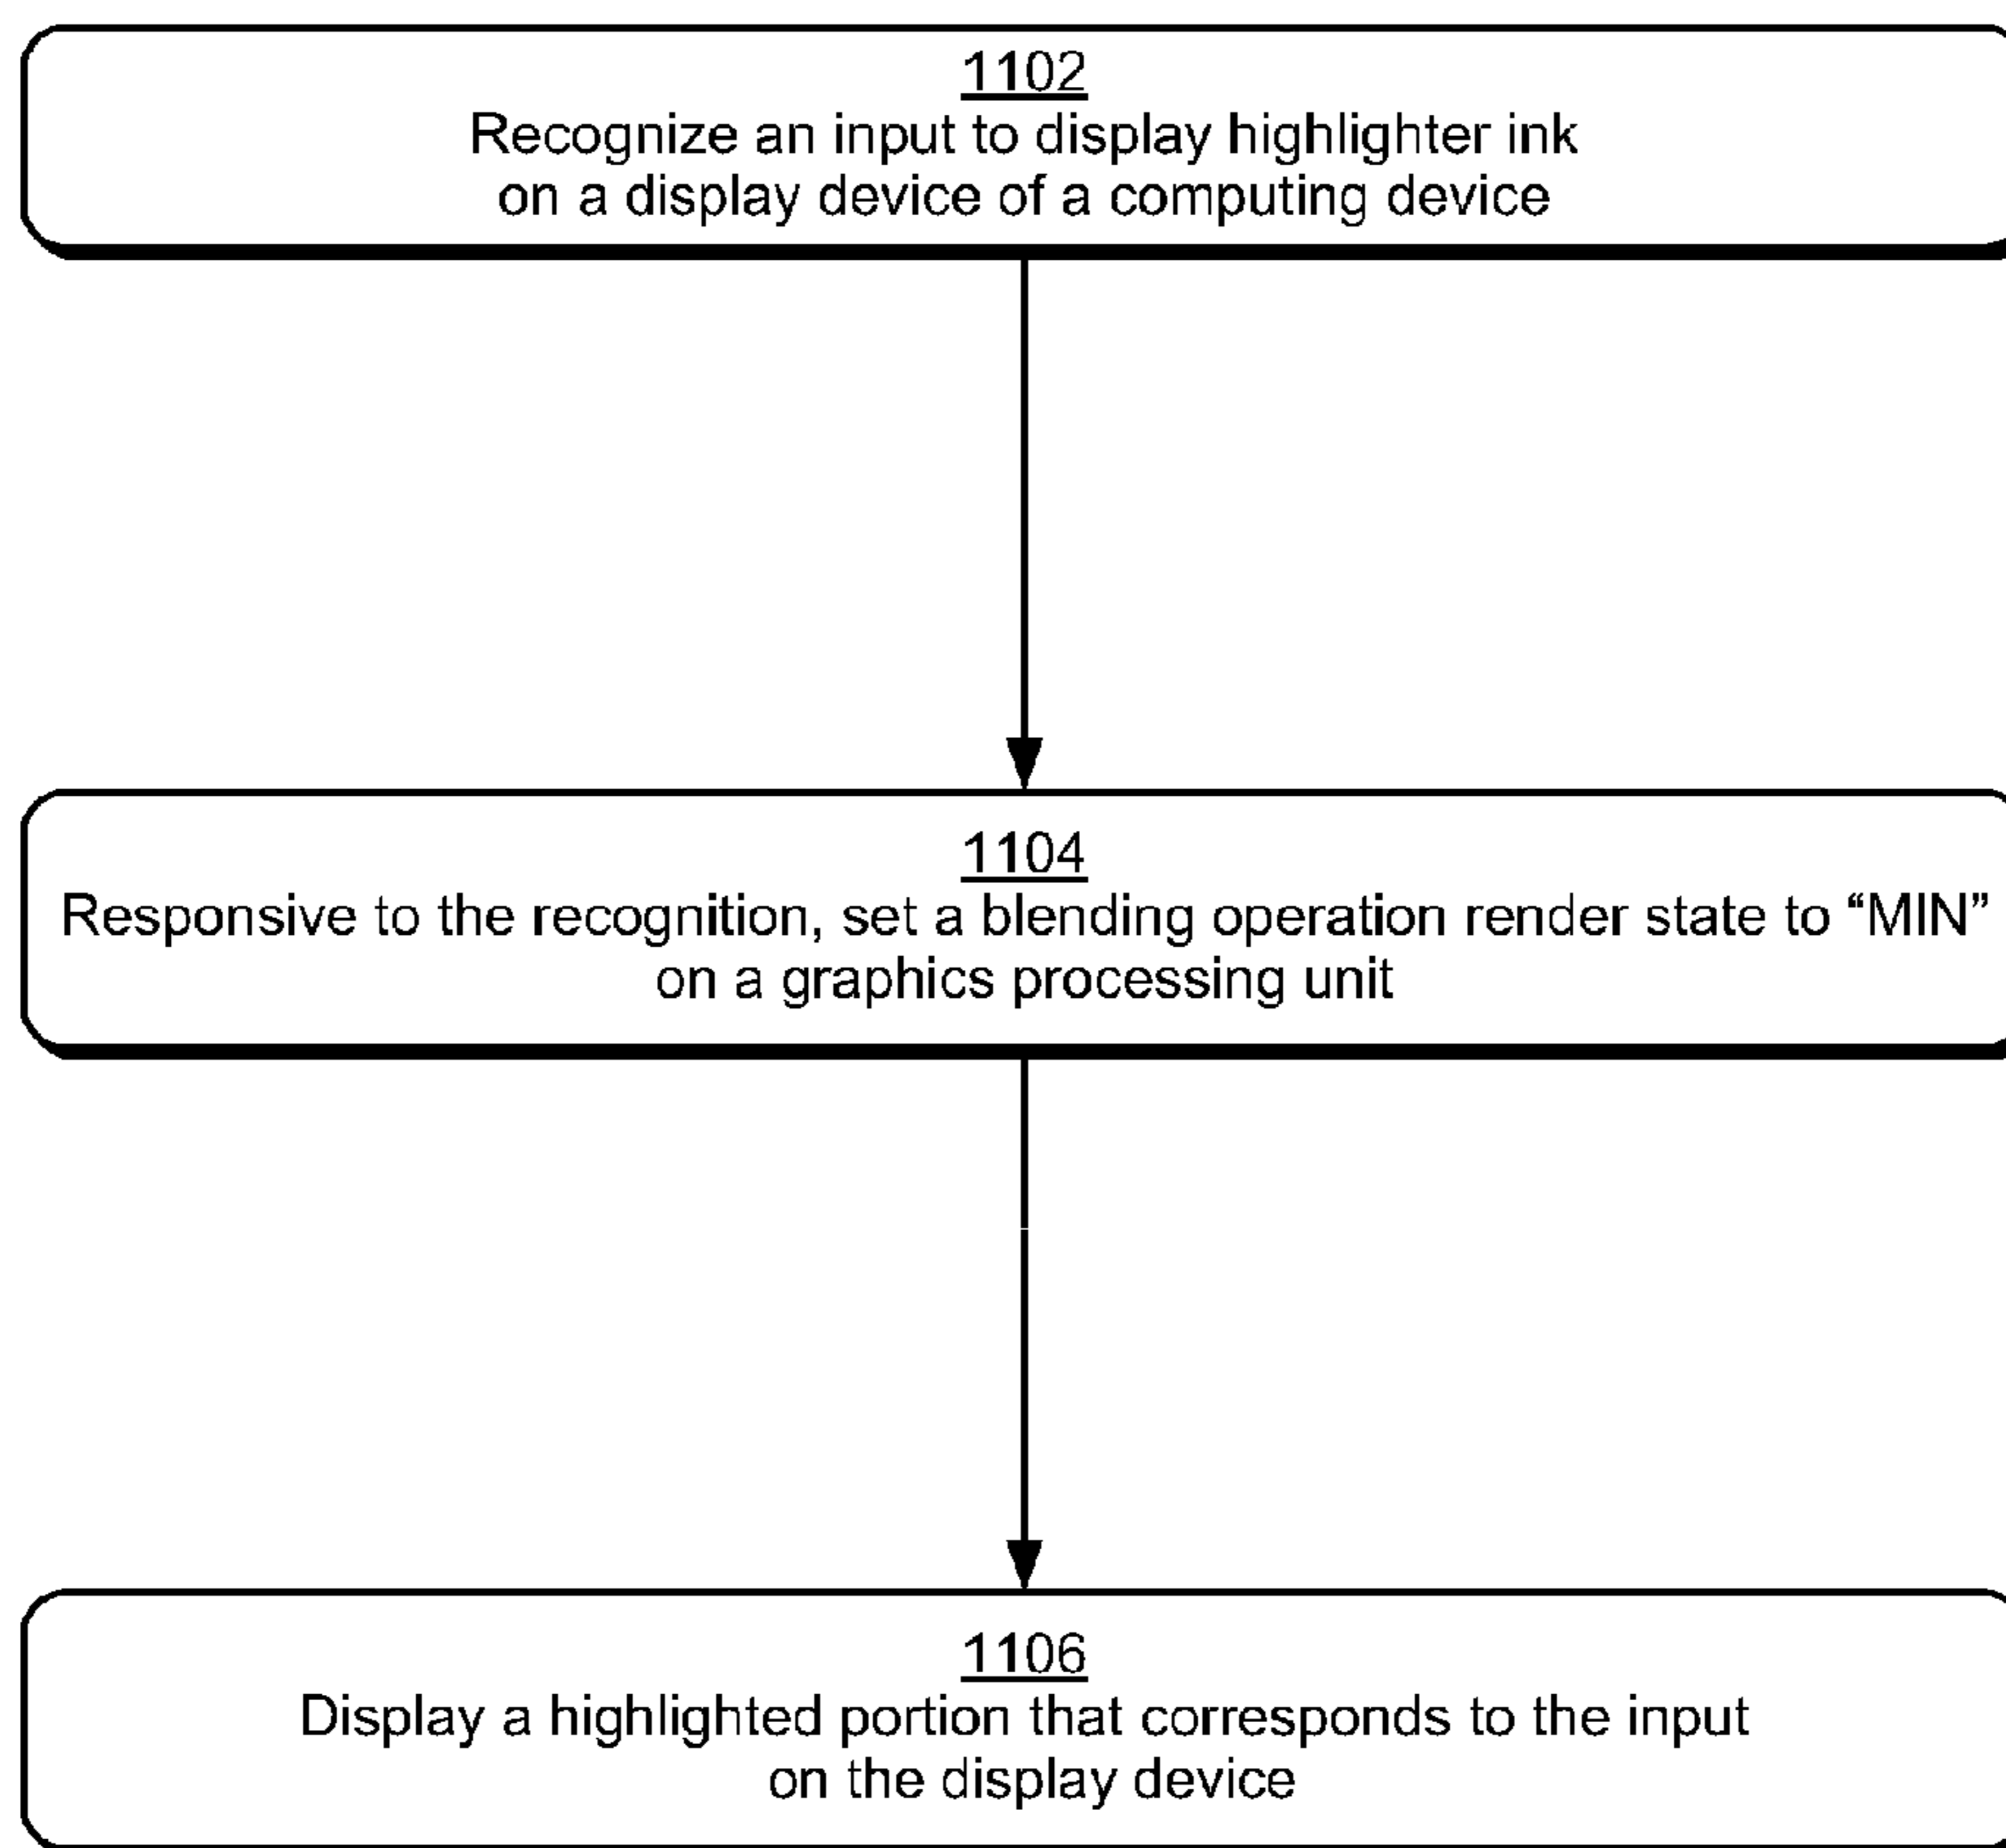 1102
Recognize an input to display highlighter ink
on a display device of a computing device
1104
Responsive to the recognition, set a blending operation render state to “MIN”
on a graphics processing unit
1106
Display a highlighted portion that corresponds to the input
on the display device